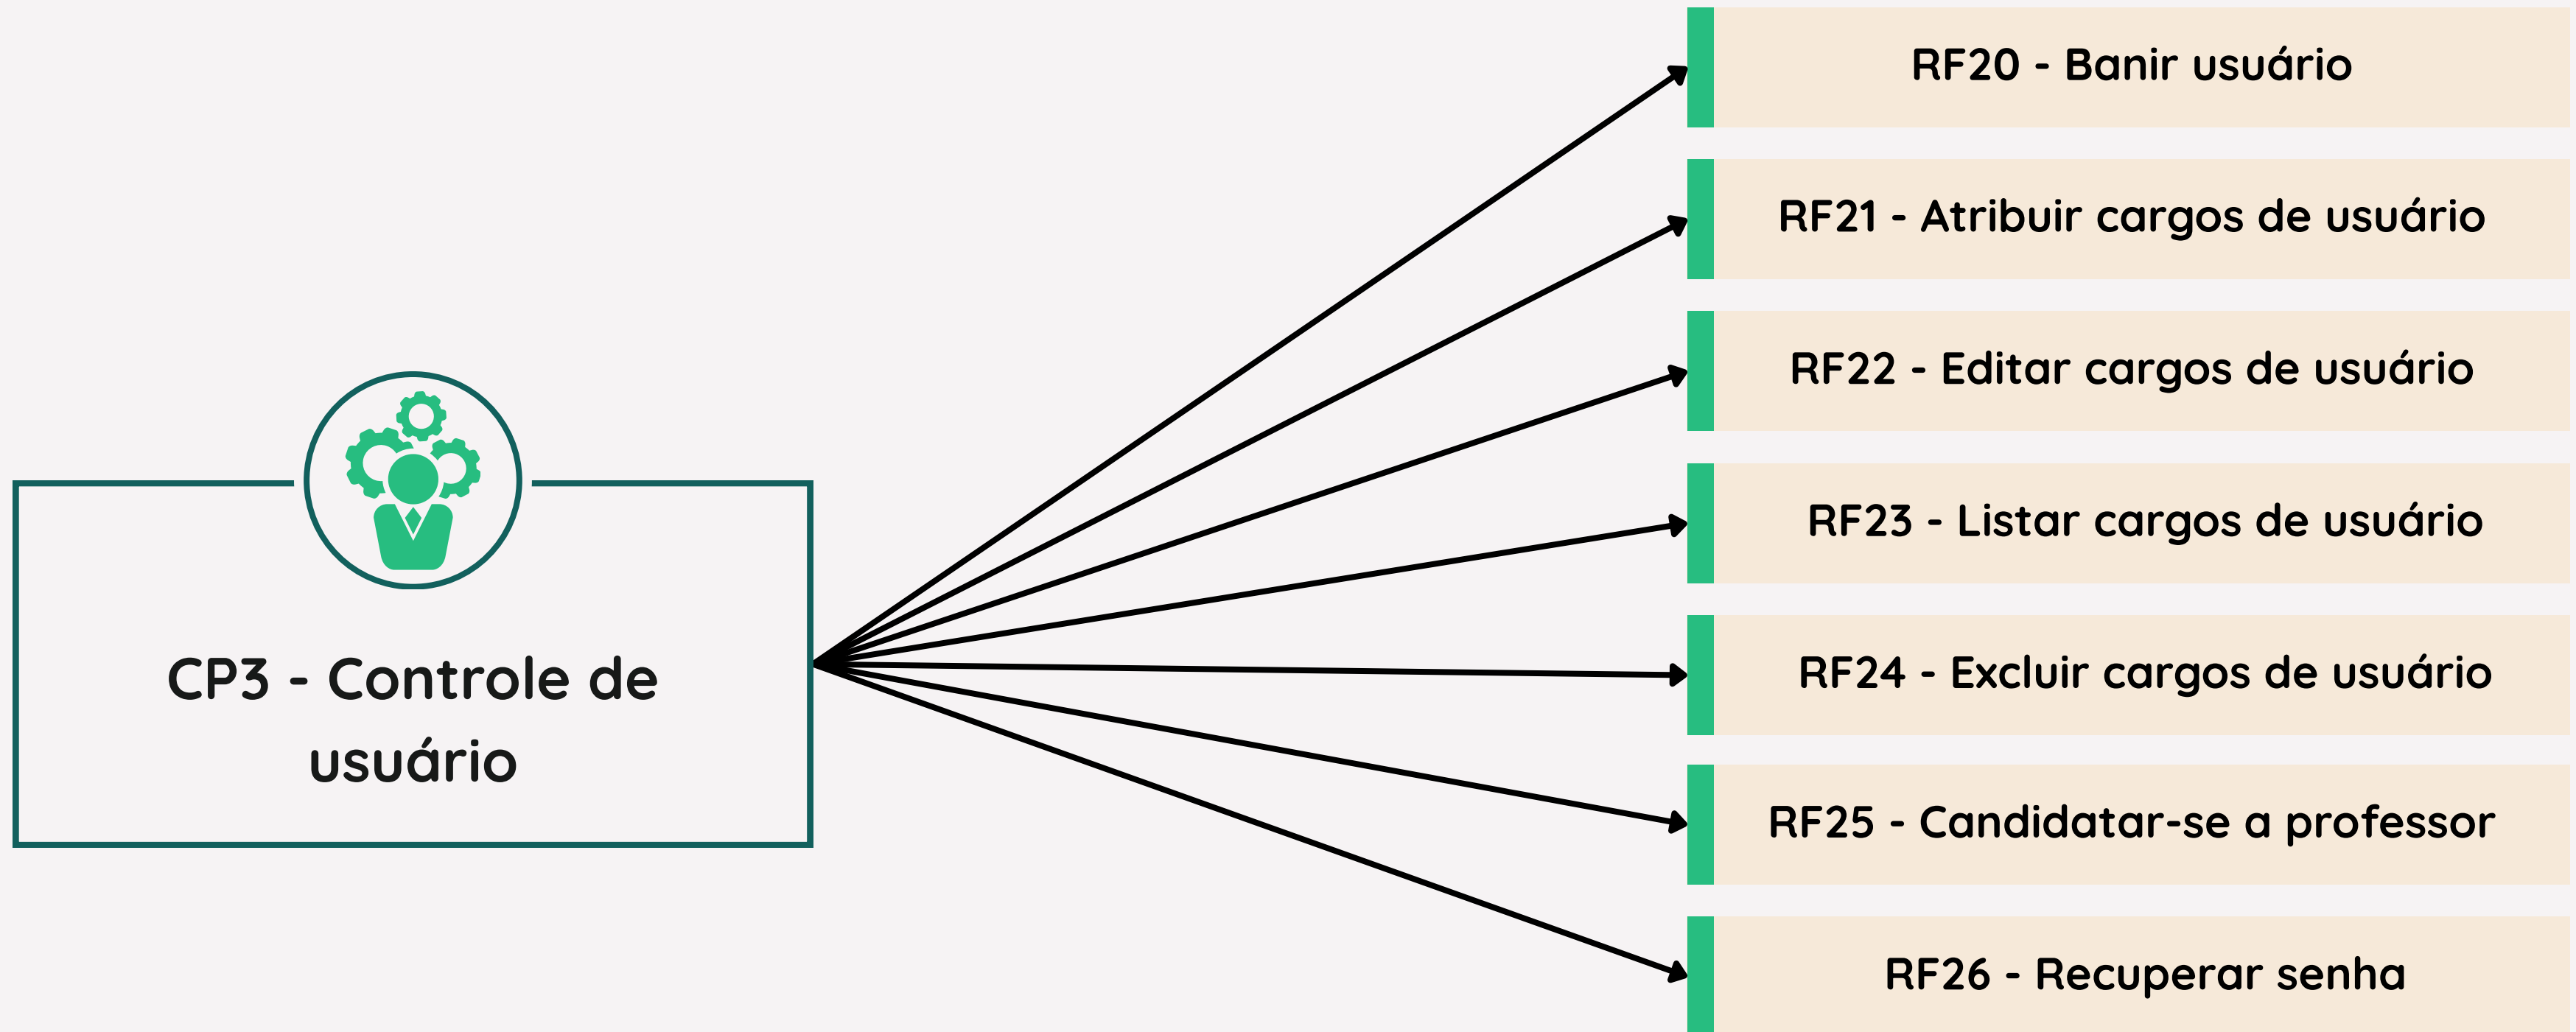 CP3 - Controle de
usuário
RF20 - Banir usuário
RF21 - Atribuir cargos de usuário
RF22 - Editar cargos de usuário
RF23 - Listar cargos de usuário
RF24 - Excluir cargos de usuário
RF25 - Candidatar-se a professor
RF26 - Recuperar senha